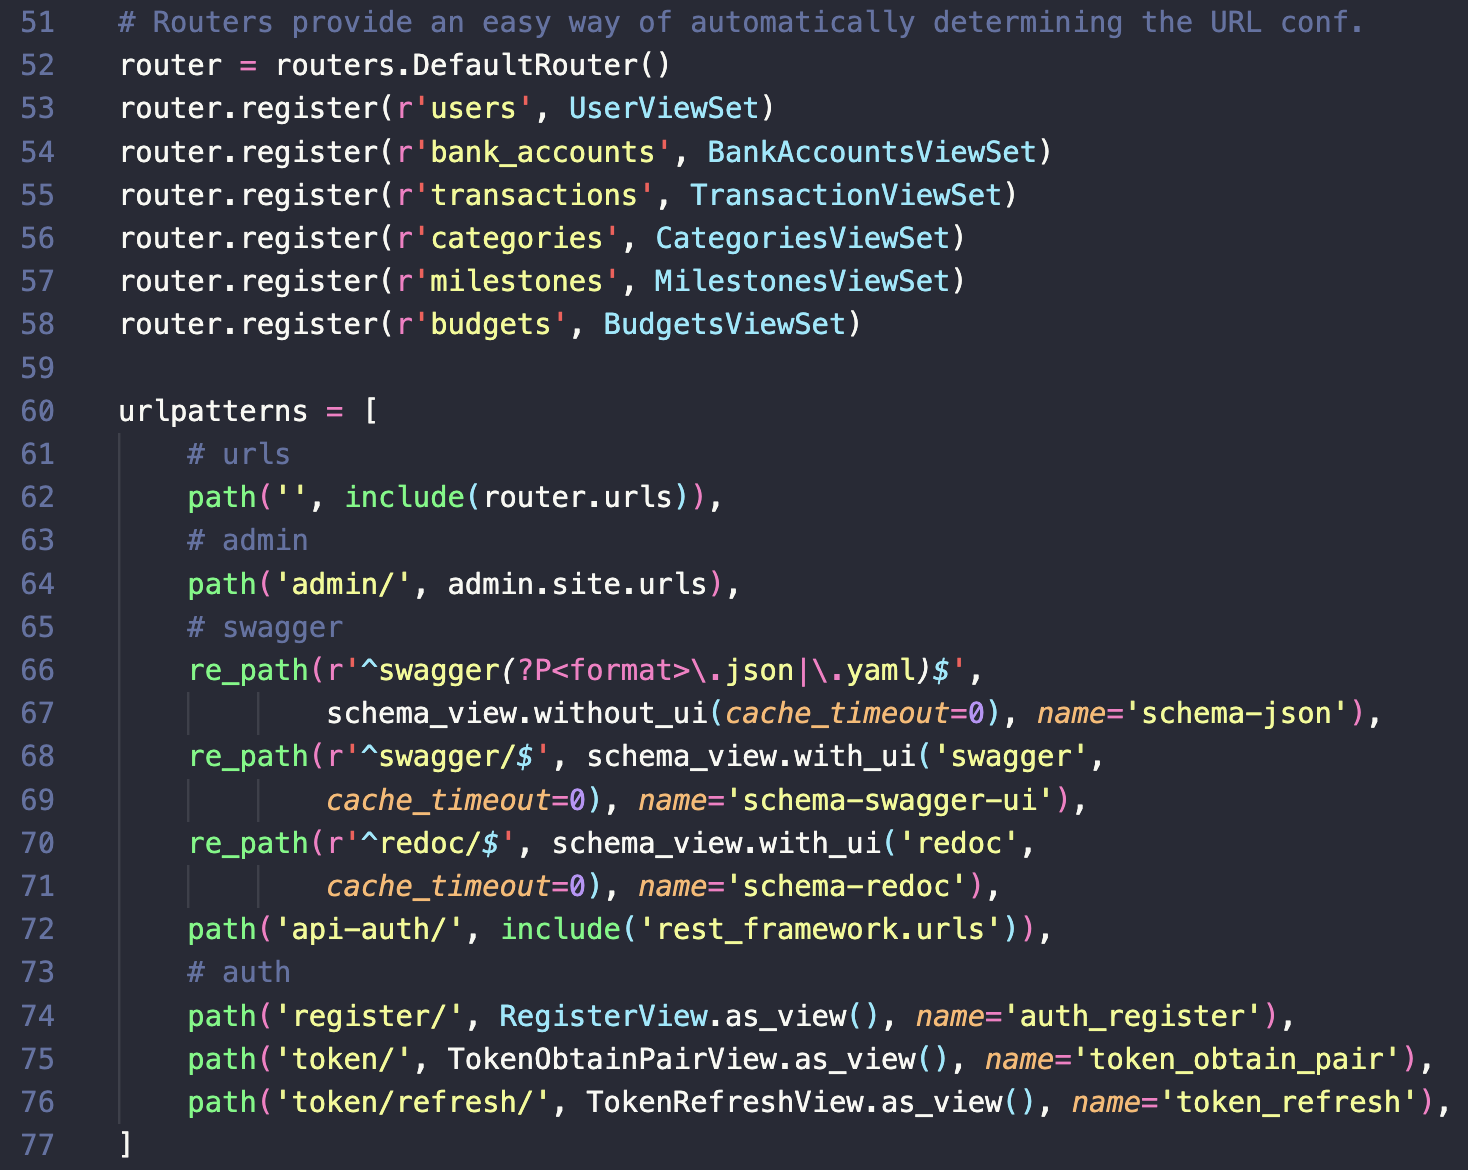 51 # Routers provide an easy way of automatically determining the URL conf.
52 router = routers.DefaultRouter()
53 router.register(r'users', UserViewSet)
54 router.register(r'bank_accounts', BankAccountsViewSet)
55 router.register(r'transactions', TransactionViewSet)
56 router.register(r'categories', CategoriesViewSet)
57 router.register(r'milestones', MilestonesViewSet)
58 router.register(r'budgets', BudgetsViewSet)
59
60 urlpatterns = [
61     # urls
62     path('', include(router.urls)),
63     # admin
64     path('admin/', admin.site.urls),
65     # swagger
66     re_path(r'^swagger(?P<format>\.json|\.yaml)$',
67             schema_view.without_ui(cache_timeout=0), name='schema-json'),
68     re_path(r'^swagger/$', schema_view.with_ui('swagger',
69             cache_timeout=0), name='schema-swagger-ui'),
70     re_path(r'^redoc/$', schema_view.with_ui('redoc',
71             cache_timeout=0), name='schema-redoc'),
72     path('api-auth/', include('rest_framework.urls')),
73     # auth
74     path('register/', RegisterView.as_view(), name='auth_register'),
75     path('token/', TokenObtainPairView.as_view(), name='token_obtain_pair'),
76     path('token/refresh/', TokenRefreshView.as_view(), name='token_refresh'),
77 ]